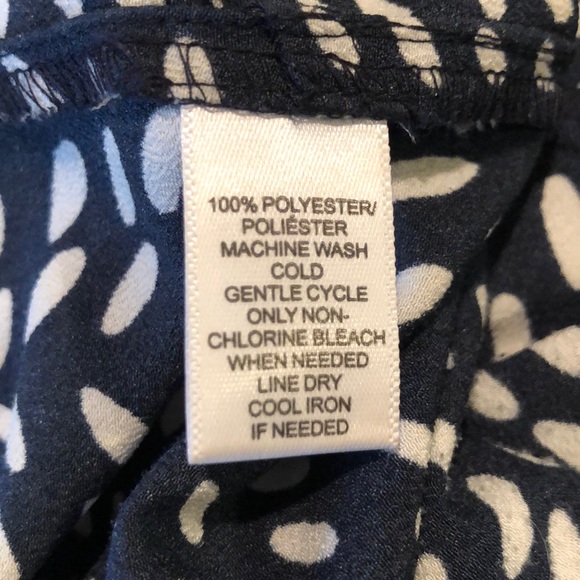 100% POLYESTER/
POLIÉSTER
MACHINE WASH
COLD
GENTLE CYCLE
ONLY NON-
CHLORINE BLEACH
WHEN NEEDED
LINE DRY
COOL IRON
IF NEEDED